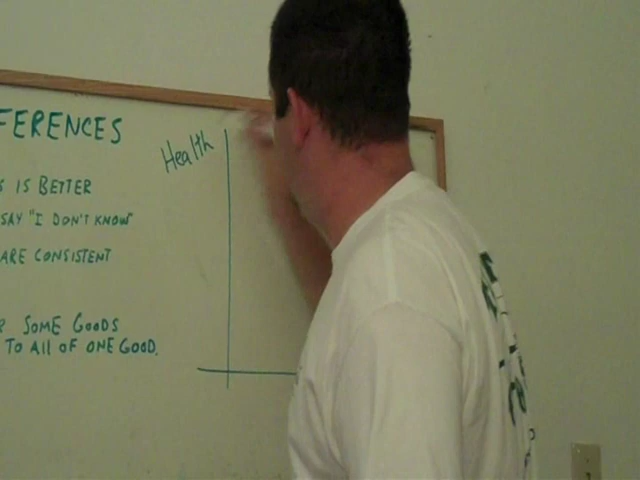 FERENCES
Health
S IS BETTER
SAY "I DON'T KNOW"
ARE CONSISTENT
SOME GOODS
TO ALL OF ONE GOOD.